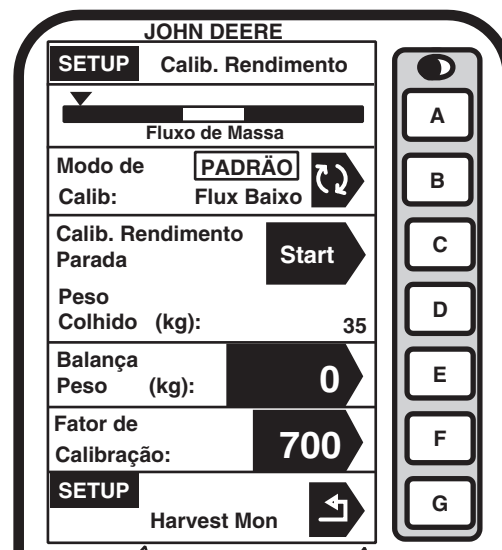 JOHN DEERE
SETUP Calib. Rendimento
Fluxo de Massa
Modo de PADRÄO
Calib: Flux Baixo
Calib. Rendimento
Parada Start
Peso
Colhido (kg): 35
Balança
Peso (kg): 0
Fator de
Calibração: 700
SETUP
Harvest Mon
A
B
C
D
E
F
G